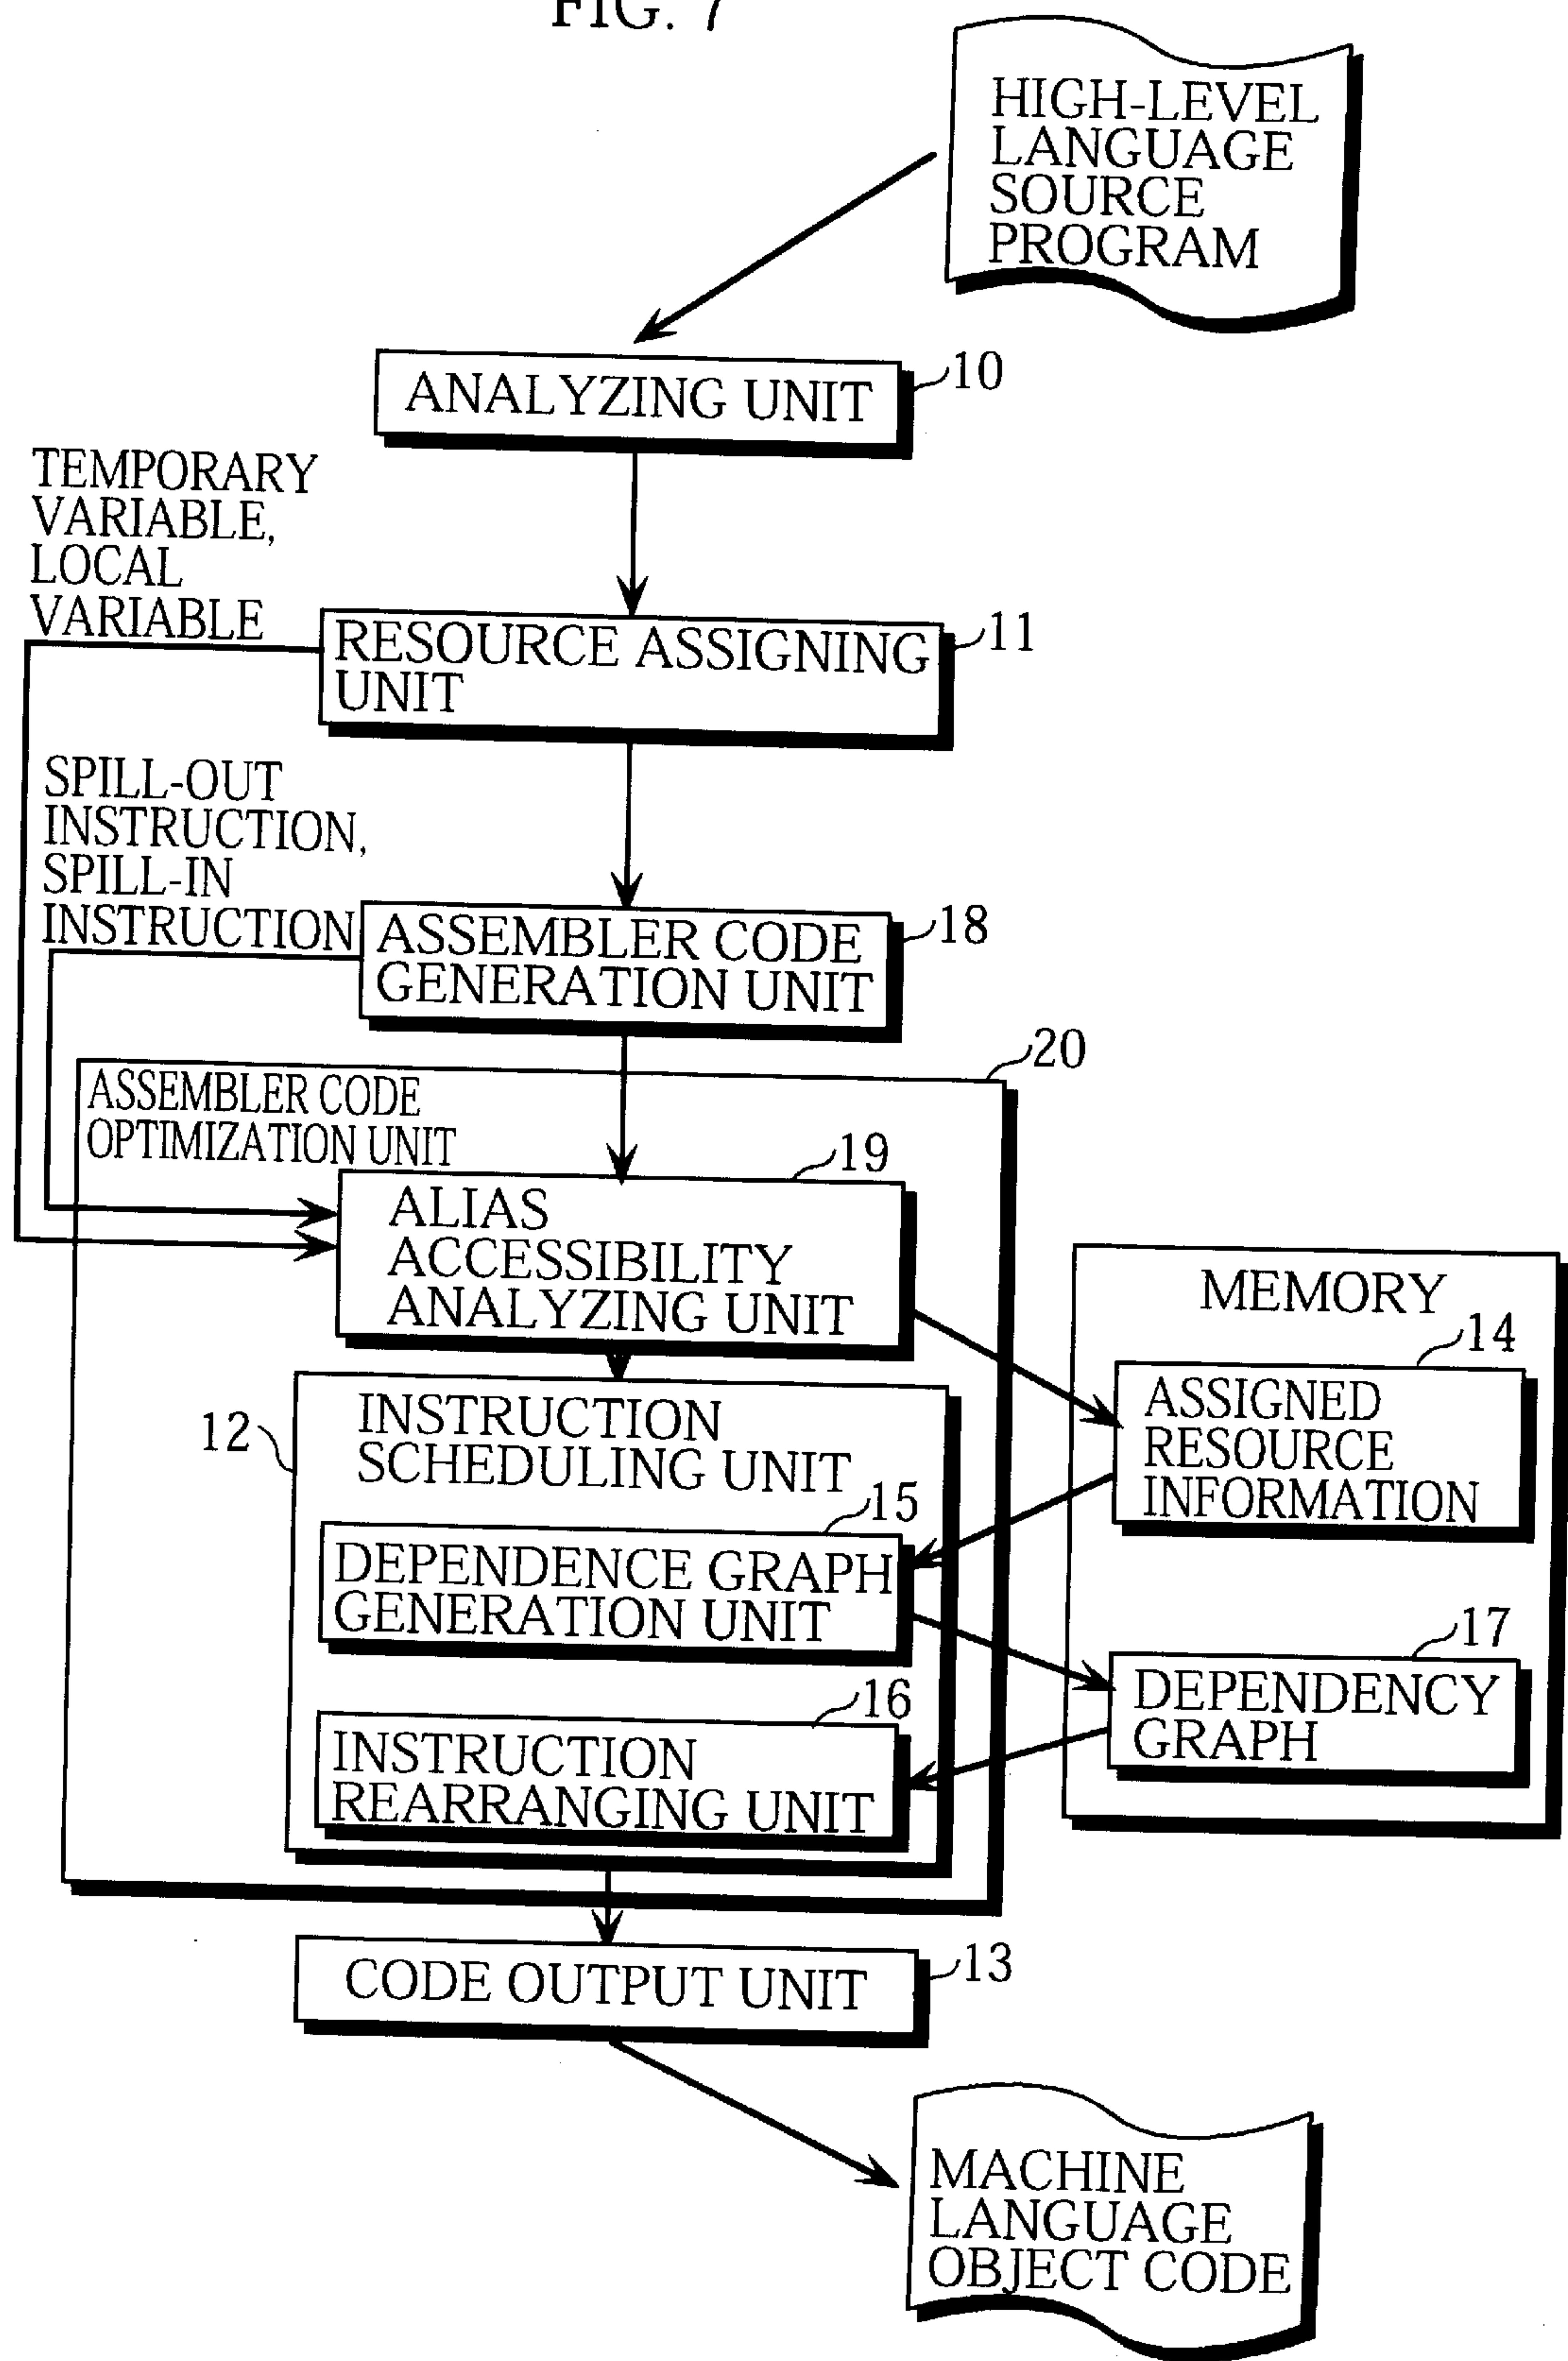 FIG. 7
HIGH-LEVEL
LANGUAGE
SOURCE
PROGRAM
ANALYZING UNIT
10
TEMPORARY
VARIABLE,
LOCAL
VARIABLE
RESOURCE ASSIGNING
UNIT
11
SPILL-OUT
INSTRUCTION,
SPILL-IN
INSTRUCTION
ASSEMBLER CODE
GENERATION UNIT
18
20
ASSEMBLER CODE
OPTIMIZATION UNIT
19
ALIAS
ACCESSIBILITY
ANALYZING UNIT
MEMORY
14
ASSIGNED
RESOURCE
INFORMATION
12
INSTRUCTION
SCHEDULING UNIT
15
DEPENDENCE GRAPH
GENERATION UNIT
17
DEPENDENCY
GRAPH
16
INSTRUCTION
REARRANGING UNIT
CODE OUTPUT UNIT
13
MACHINE
LANGUAGE
OBJECT CODE